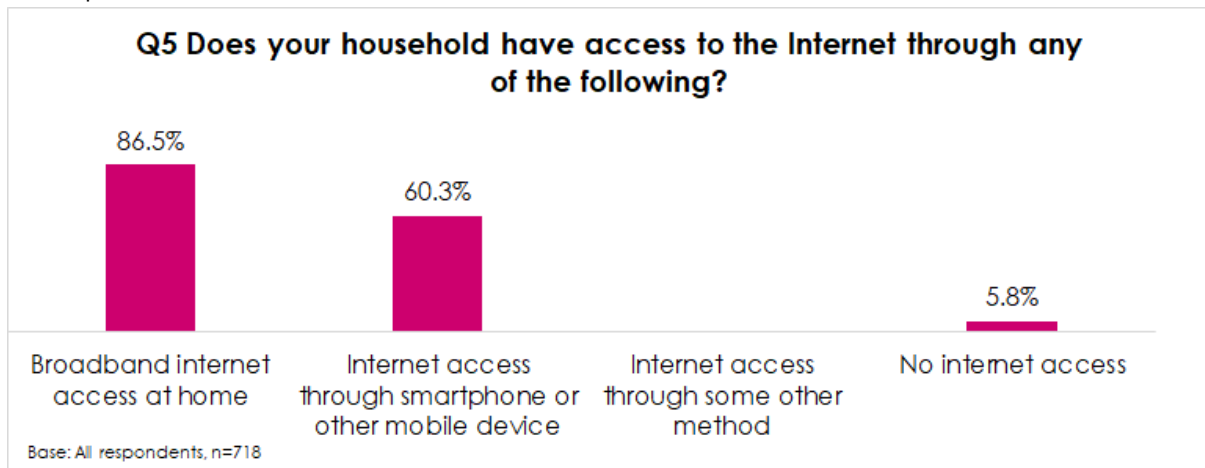 Q5 Does your household have access to the Internet through any
of the following?
86.5%
60.3%
5.8%
Broadband internet
access at home
Internet access
through smartphone or
other mobile device
Internet access
through some other
method
No internet access
Base: All respondents, n=718